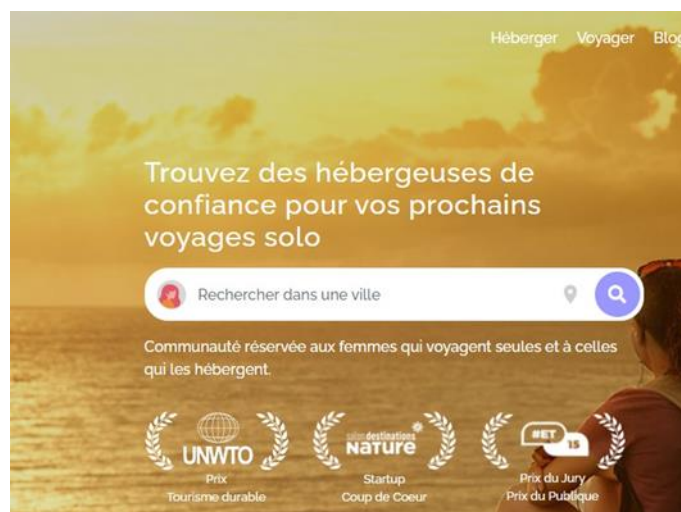 Héberger Voyager Blog
Trouvez des hébergeuses de
confiance pour vos prochains
voyages solo
Rechercher dans une ville
Communauté réservée aux femmes qui voyagent seules et à celles
qui les hébergent.
UNWTO
Prix
Tourisme durable
salon destinations
NATURE
Startup
Coup de Coeur
#ET
15
Prix du Jury
Prix du Publique